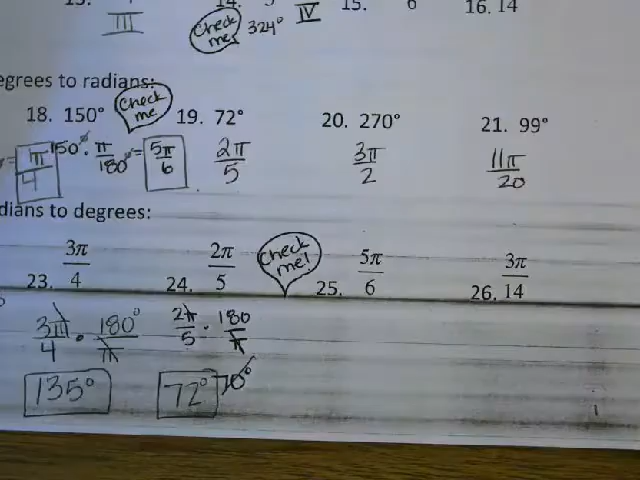 15. 6 16. 14
III Check me! 324° IV
egrees to radians:
18. 150° Check me 19. 72° 20. 270° 21. 99°
π/4 150° · π/180° = 5π/6 2π/5 3π/2 11π/20
dians to degrees:
23. 3π/4 24. 2π/5 Check me! 25. 5π/6 26. 3π/14
3π/4 · 180°/π 2π/5 · 180/π
135° 72°